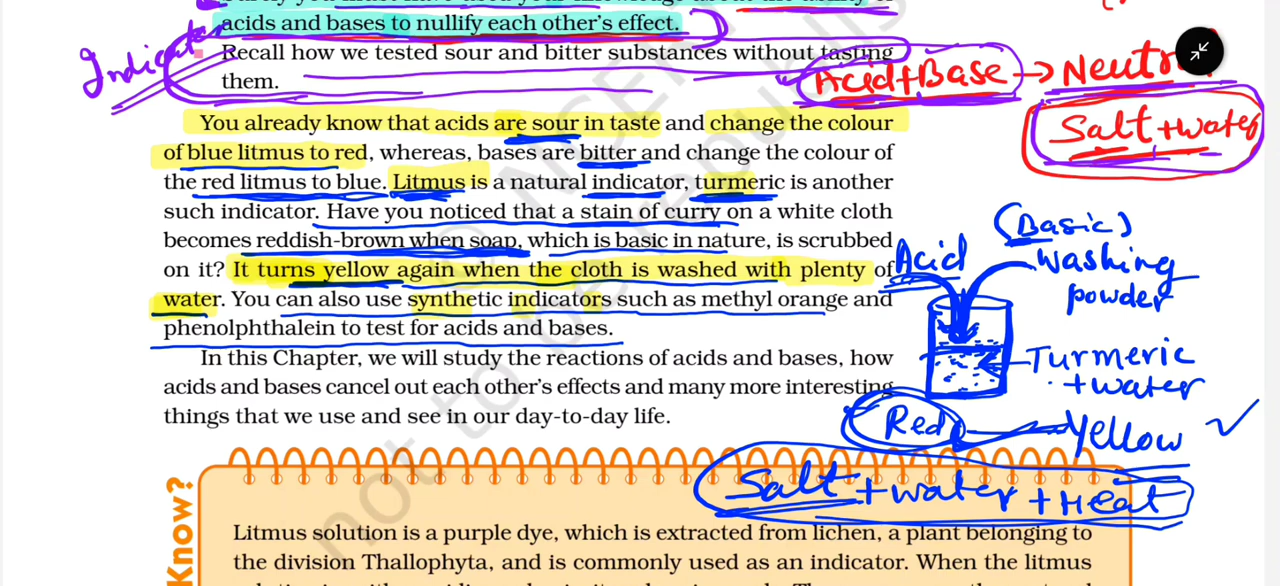 acids and bases to nullify each other's effect.
Recall how we tested sour and bitter substances without tasting
them.
Acid+Base → Neutr
Salt+water
You already know that acids are sour in taste and change the colour
of blue litmus to red, whereas, bases are bitter and change the colour of
the red litmus to blue. Litmus is a natural indicator, turmeric is another
such indicator. Have you noticed that a stain of curry on a white cloth
becomes reddish-brown when soap, which is basic in nature, is scrubbed
on it? It turns yellow again when the cloth is washed with plenty of
water. You can also use synthetic indicators such as methyl orange and
phenolphthalein to test for acids and bases.
In this Chapter, we will study the reactions of acids and bases, how
acids and bases cancel out each other's effects and many more interesting
things that we use and see in our day-to-day life.
(Basic)
Acid
washing
powder
Turmeric
+water
Red
Yellow
Salt+water+Heat
Know?
Litmus solution is a purple dye, which is extracted from lichen, a plant belonging to
the division Thallophyta, and is commonly used as an indicator. When the litmus